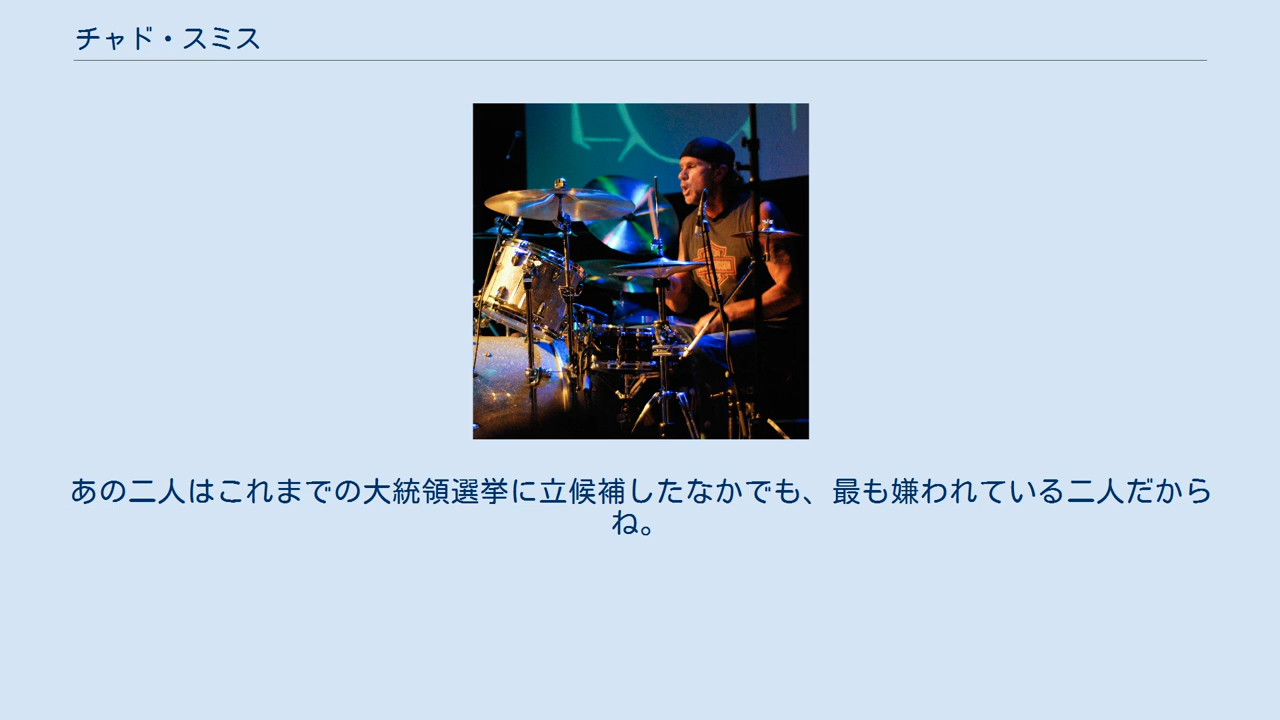 チャド・スミス
あの二人はこれまでの大統領選挙に立候補したなかでも、最も嫌われている二人だから
ね。